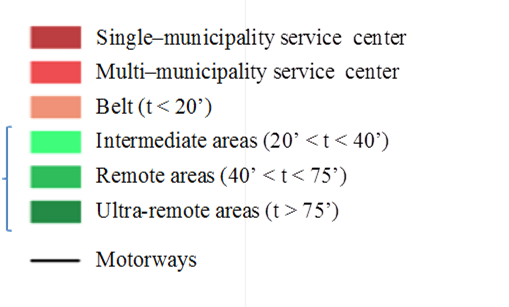 Single–municipality service center
Multi–municipality service center
Belt (t < 20’)
Intermediate areas (20’ < t < 40’)
Remote areas (40’ < t < 75’)
Ultra-remote areas (t > 75’)
Motorways